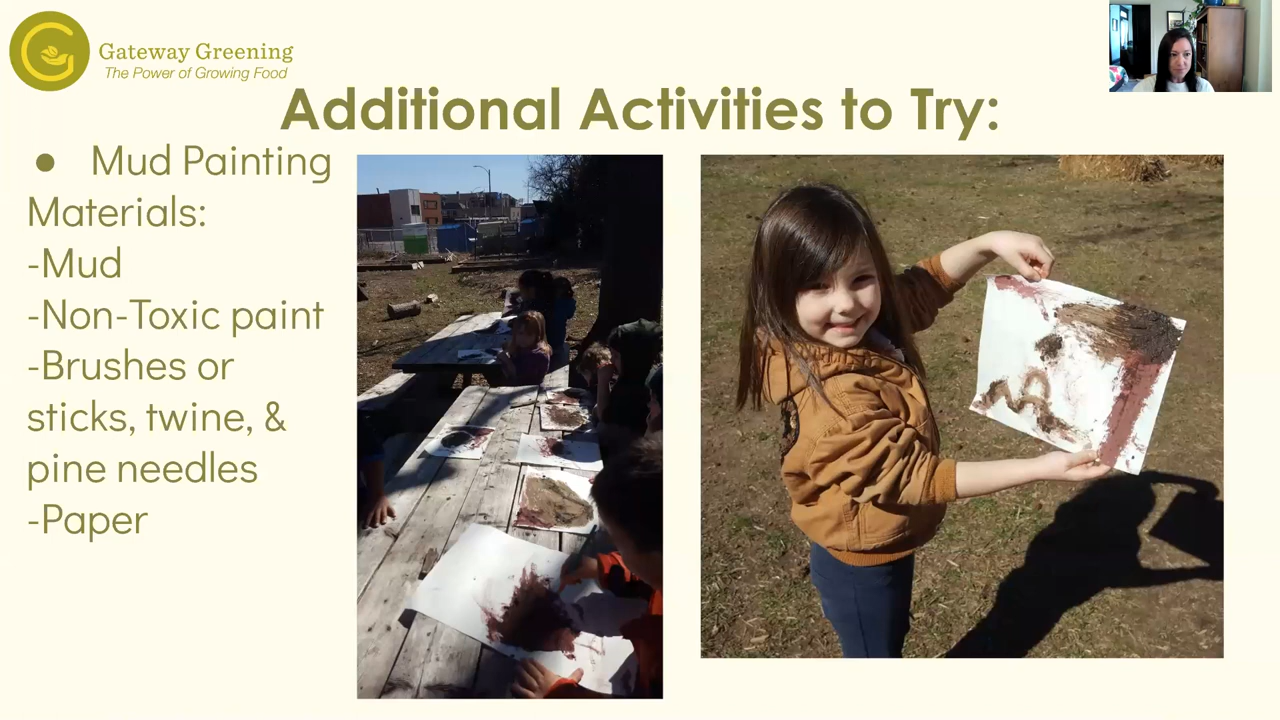 Gateway Greening
The Power of Growing Food
Additional Activities to Try:
● Mud Painting
Materials:
-Mud
-Non-Toxic paint
-Brushes or
sticks, twine, &
pine needles
-Paper